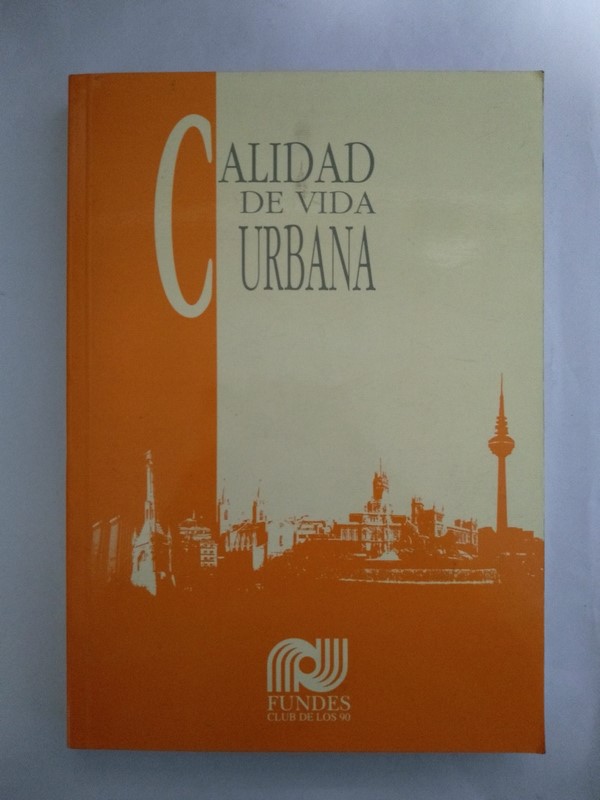 CALIDAD
DE VIDA
URBANA
FUNDES
CLUB DE LOS 90